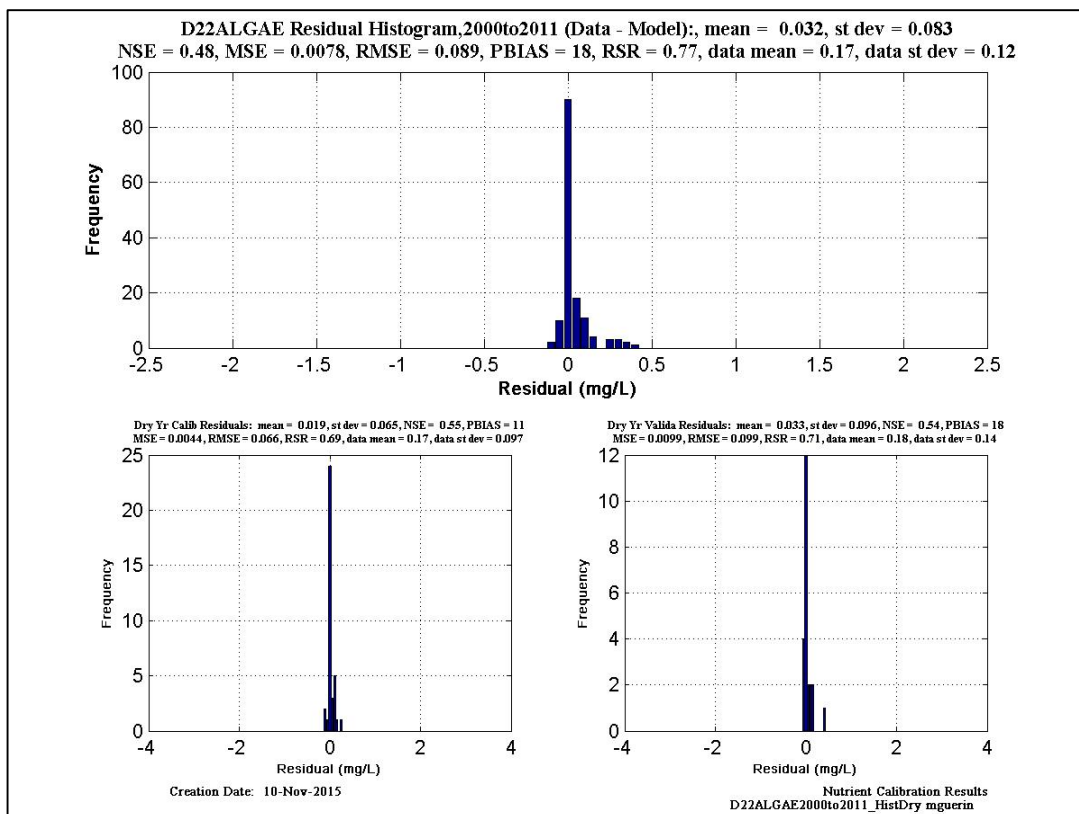 D22ALGAE Residual Histogram,2000to2011 (Data - Model):, mean = 0.032, st dev = 0.083
NSE = 0.48, MSE = 0.0078, RMSE = 0.089, PBIAS = 18, RSR = 0.77, data mean = 0.17, data st dev = 0.12
100
80
60
40
20
0
Frequency
-2.5 -2 -1.5 -1 -0.5 0 0.5 1 1.5 2 2.5
Residual (mg/L)
Dry Yr Calib Residuals: mean = 0.019, st dev = 0.065, NSE = 0.55, PBIAS = 11
MSE = 0.0044, RMSE = 0.066, RSR = 0.69, data mean = 0.17, data st dev = 0.097
25
20
15
10
5
0
Frequency
-4 -2 0 2 4
Residual (mg/L)
Dry Yr Valida Residuals: mean = 0.033, st dev = 0.096, NSE = 0.54, PBIAS = 18
MSE = 0.0099, RMSE = 0.099, RSR = 0.71, data mean = 0.18, data st dev = 0.14
12
10
8
6
4
2
0
Frequency
-4 -2 0 2 4
Residual (mg/L)
Creation Date: 10-Nov-2015
Nutrient Calibration Results
D22ALGAE2000to2011_HistDry mguerin